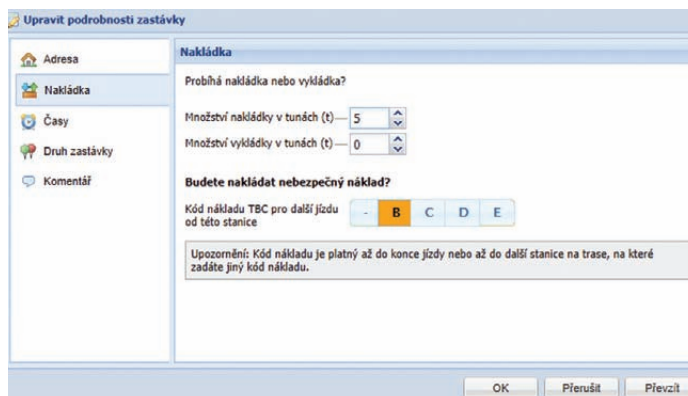 Upravit podrobnosti zastávky
Adresa
Nakládka
Časy
Druh zastávky
Komentář
Nakládka
Probíhá nakládka nebo vykládka?
Množství nakládky v tunách (t) 5
Množství vykládky v tunách (t) 0
Budete nakládat nebezpečný náklad?
Kód nákladu TBC pro další jízdu
od této stanice
- B C D E
Upozornění: Kód nákladu je platný až do konce jízdy nebo až do další stanice na trase, na které
zadáte jiný kód nákladu.
OK Přerušit Převzít